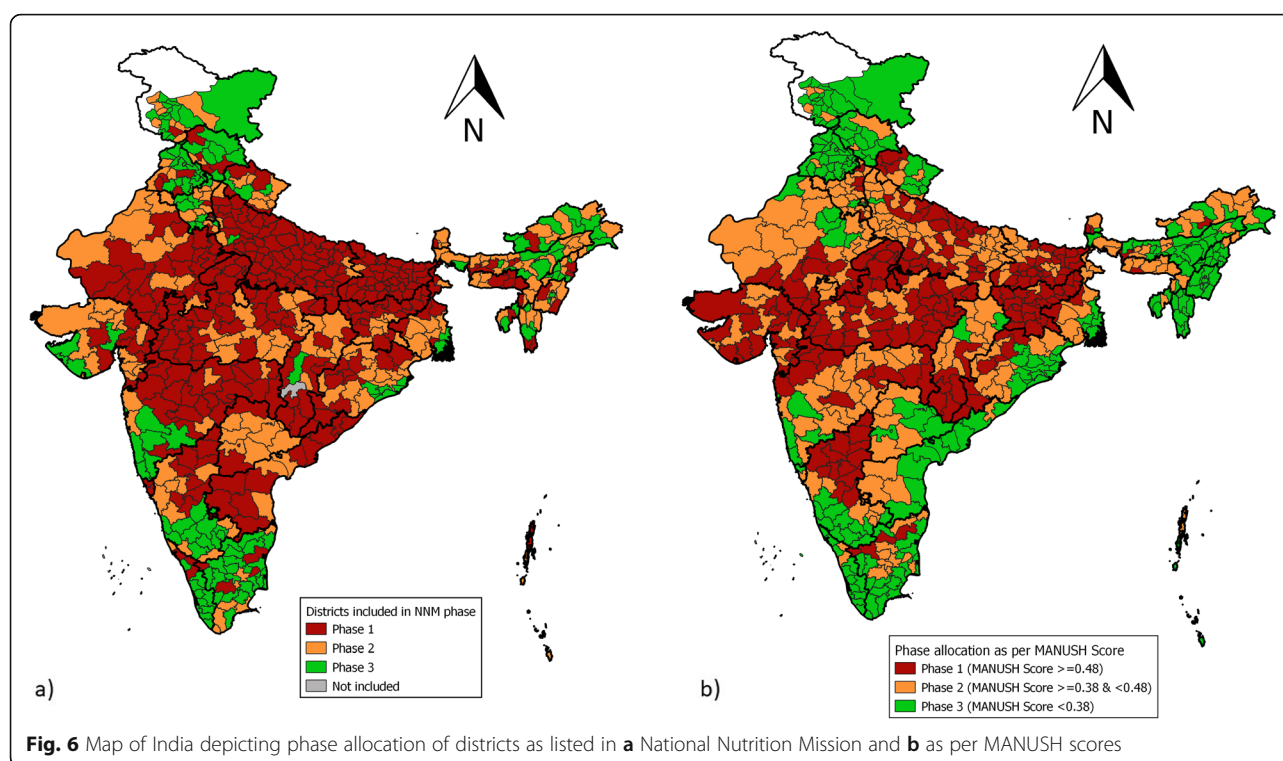 N
N
Districts included in NNM phase
Phase 1
Phase 2
Phase 3
Not included
a)
Phase allocation as per MANUSH Score
Phase 1 (MANUSH Score >=0.48)
Phase 2 (MANUSH Score >=0.38 & <0.48)
Phase 3 (MANUSH Score <0.38)
b)
Fig. 6 Map of India depicting phase allocation of districts as listed in a National Nutrition Mission and b as per MANUSH scores